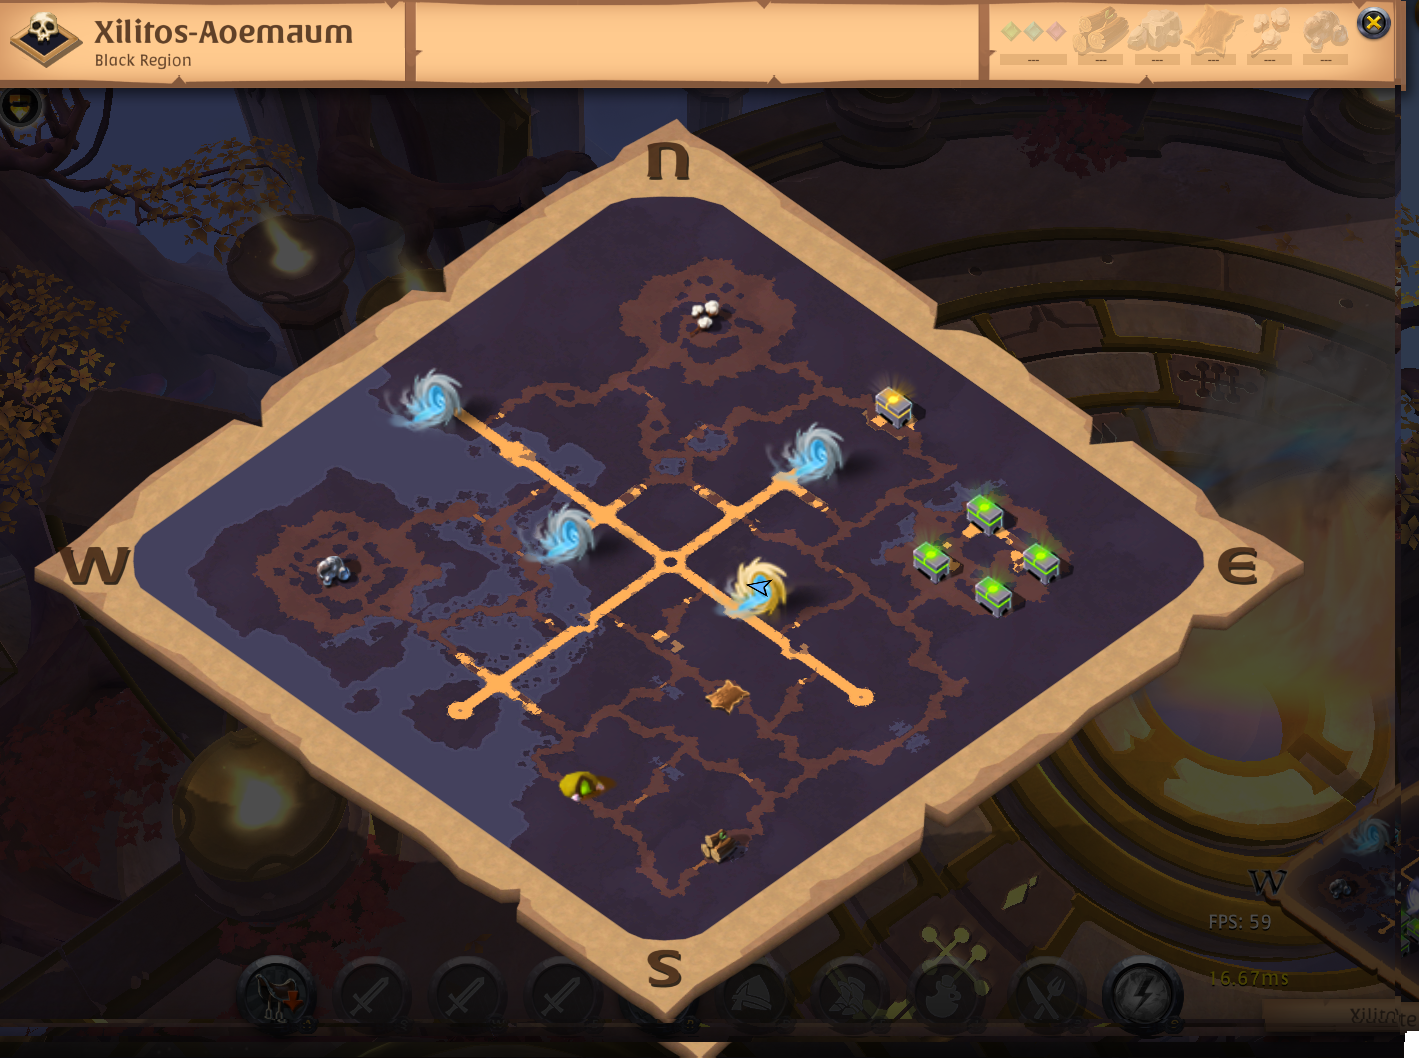 Xilitos-Aoemaum
Black Region
--- --- --- --- --- ---
N
W
E
S
W
FPS: 59
16.67ms